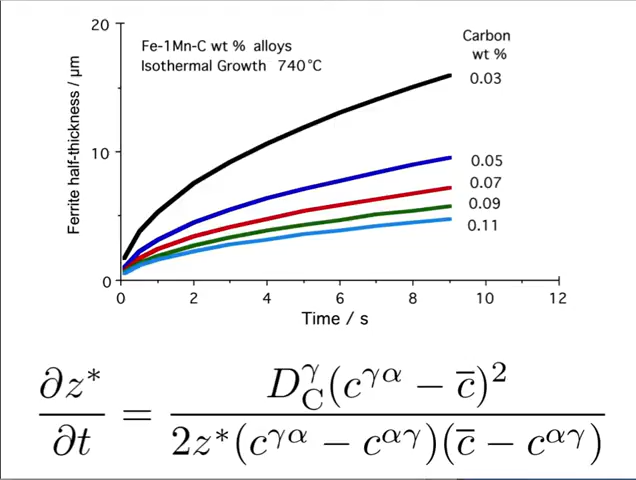 20
Fe-1Mn-C wt % alloys
Isothermal Growth 740°C
Carbon
wt %
0.03
Ferrite half-thickness / µm
10
0.05
0.07
0.09
0.11
0
0 2 4 6 8 10 12
Time / s
∂z*/∂t = D_C^γ(c^{γα} − c̅)²/2z*(c^{γα} − c^{αγ})(c̅ − c^{αγ})